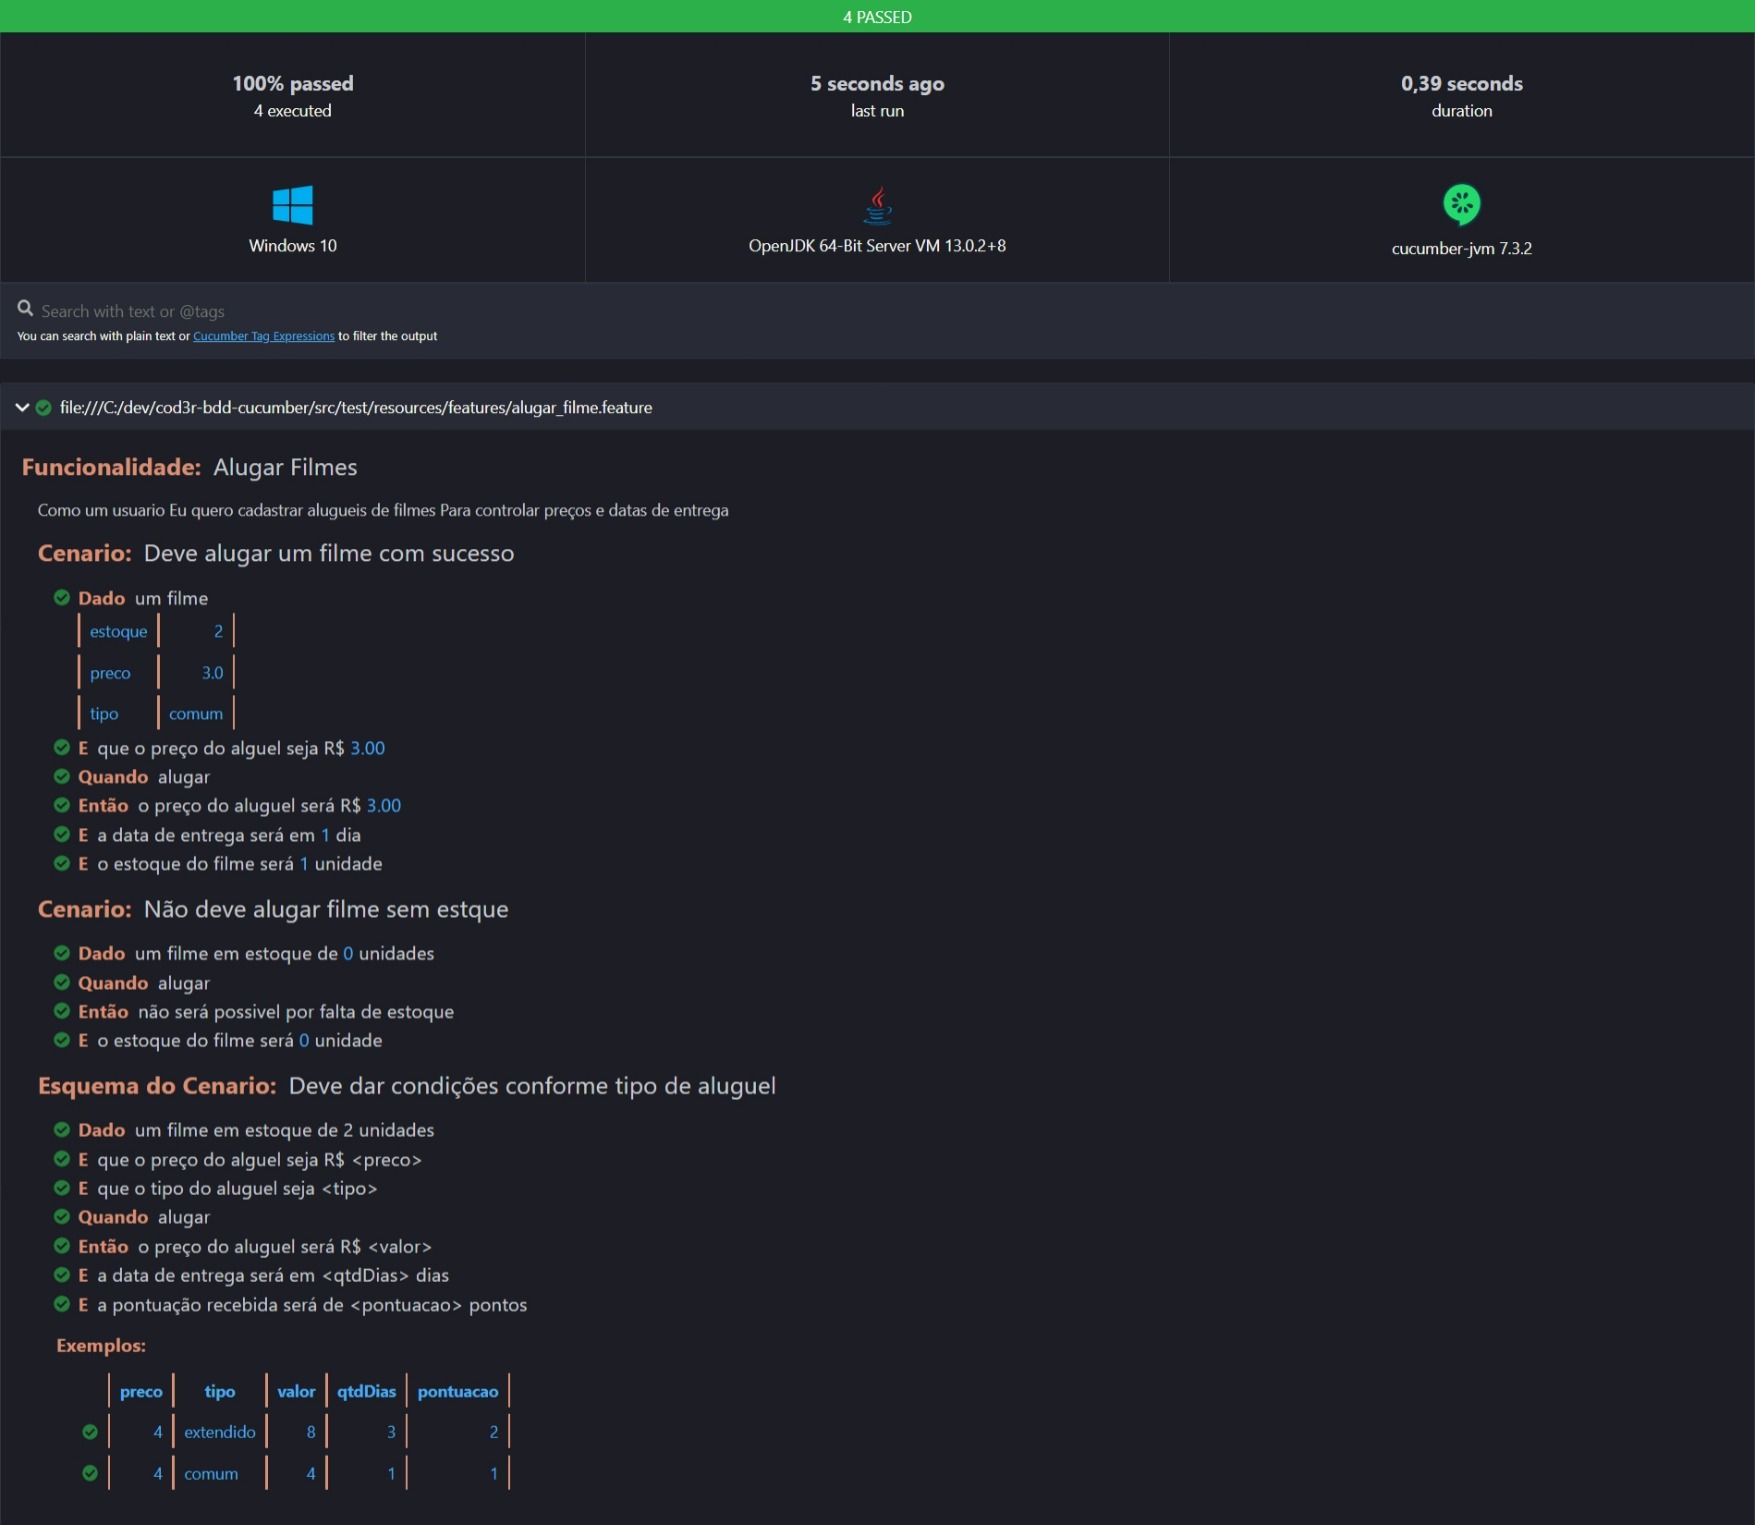 4 PASSED
100% passed
4 executed
5 seconds ago
last run
0,39 seconds
duration
Windows 10
OpenJDK 64-Bit Server VM 13.0.2+8
cucumber-jvm 7.3.2
Search with text or @tags
You can search with plain text or Cucumber Tag Expressions to filter the output
file:///C:/dev/cod3r-bdd-cucumber/src/test/resources/features/alugar_filme.feature
Funcionalidade: Alugar Filmes
Como um usuario Eu quero cadastrar alugueis de filmes Para controlar preços e datas de entrega
Cenario: Deve alugar um filme com sucesso
Dado um filme
estoque 2
preco 3.0
tipo comum
E que o preço do alguel seja R$ 3.00
Quando alugar
Então o preço do aluguel será R$ 3.00
E a data de entrega será em 1 dia
E o estoque do filme será 1 unidade
Cenario: Não deve alugar filme sem estque
Dado um filme em estoque de 0 unidades
Quando alugar
Então não será possivel por falta de estoque
E o estoque do filme será 0 unidade
Esquema do Cenario: Deve dar condições conforme tipo de aluguel
Dado um filme em estoque de 2 unidades
E que o preço do alguel seja R$ <preco>
E que o tipo do aluguel seja <tipo>
Quando alugar
Então o preço do aluguel será R$ <valor>
E a data de entrega será em <qtdDias> dias
E a pontuação recebida será de <pontuacao> pontos
Exemplos:
preco tipo valor qtdDias pontuacao
4 extendido 8 3 2
4 comum 4 1 1